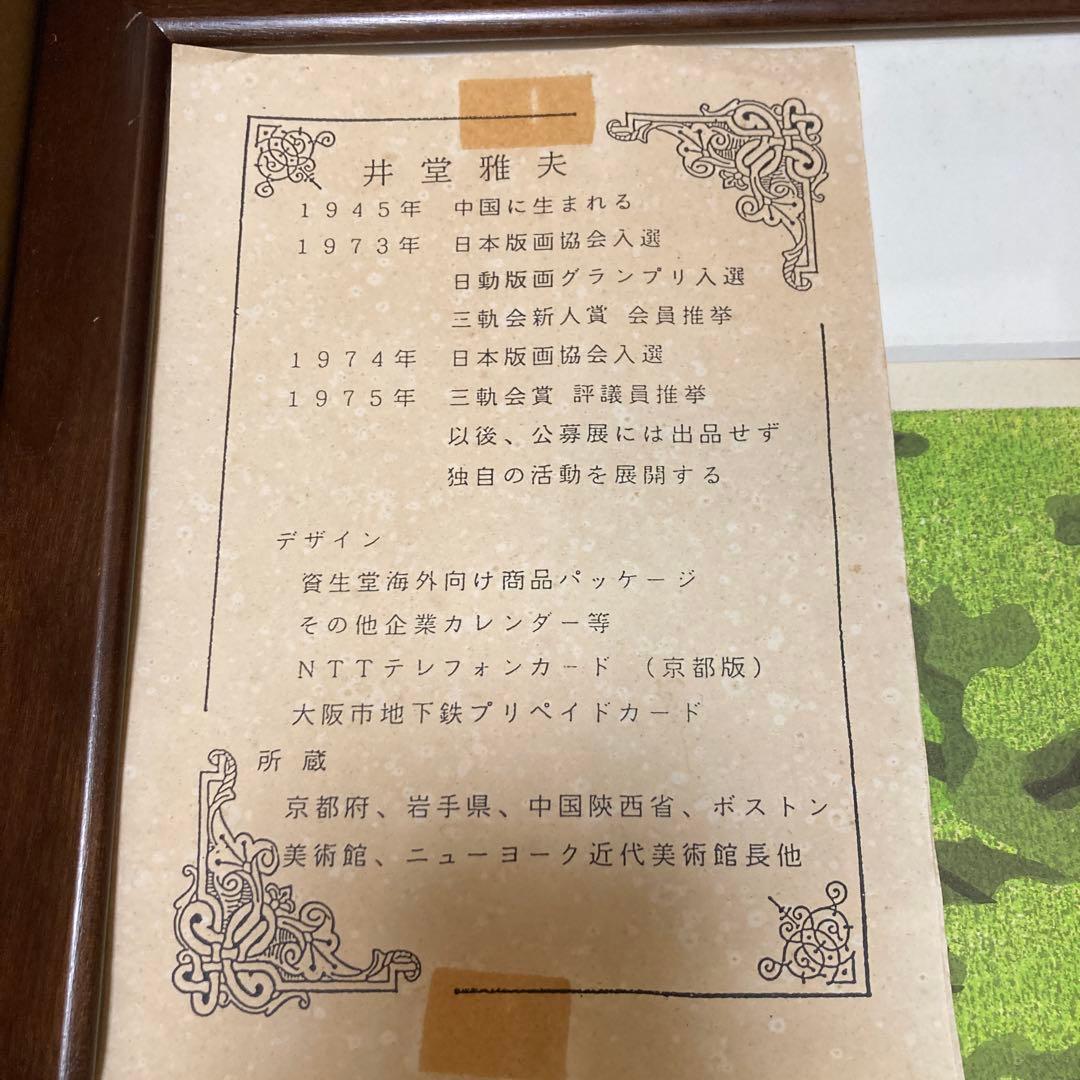 井堂雅夫
1945年 中国に生まれる
1973年 日本版画協会入選
日動版画グランプリ入選
三軌会新人賞 会員推挙
1974年 日本版画協会入選
1975年 三軌会賞 評議員推挙
以後、公募展には出品せず
独自の活動を展開する
デザイン
資生堂海外向け商品パッケージ
その他企業カレンダー等
NTTテレフォンカード （京都版）
大阪市地下鉄プリペイドカード
所蔵
京都府、岩手県、中国陜西省、ボストン
美術館、ニューヨーク近代美術館長他